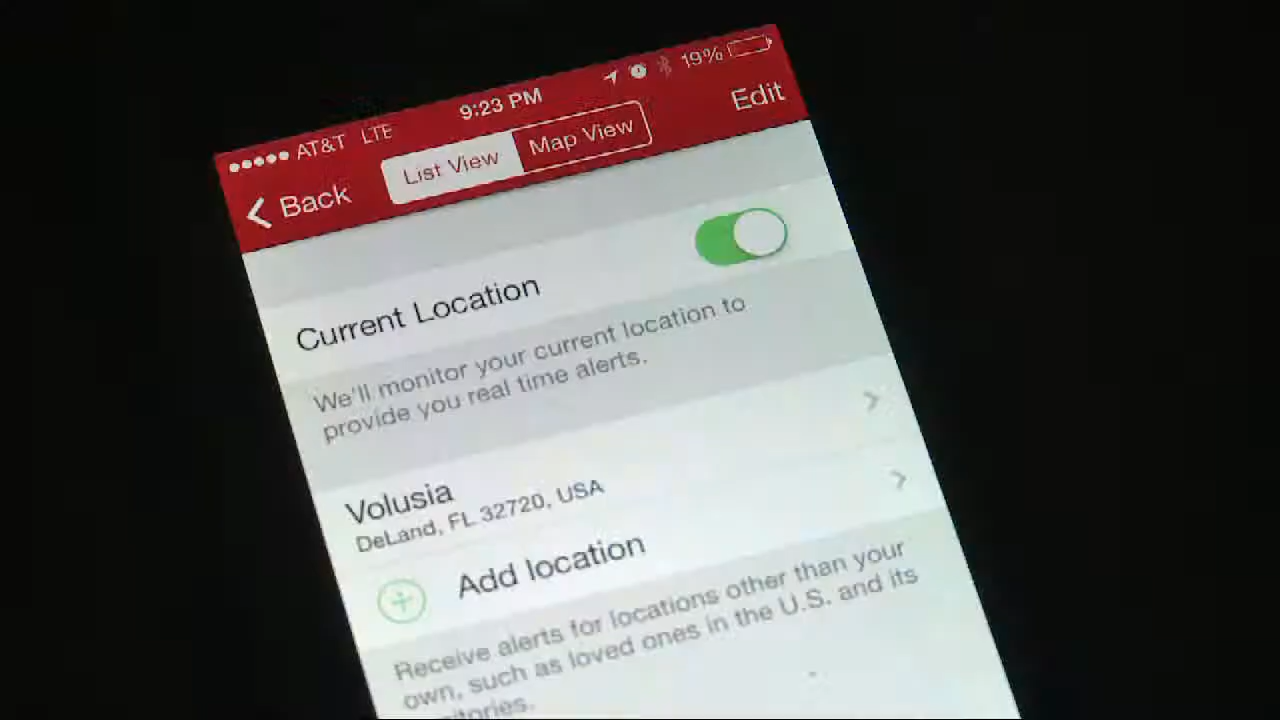 AT&T LTE 9:23 PM 19%
Back List View Map View Edit
Current Location
We'll monitor your current location to
provide you real time alerts.
Volusia
DeLand, FL 32720, USA
Add location
Receive alerts for locations other than your
own, such as loved ones in the U.S. and its